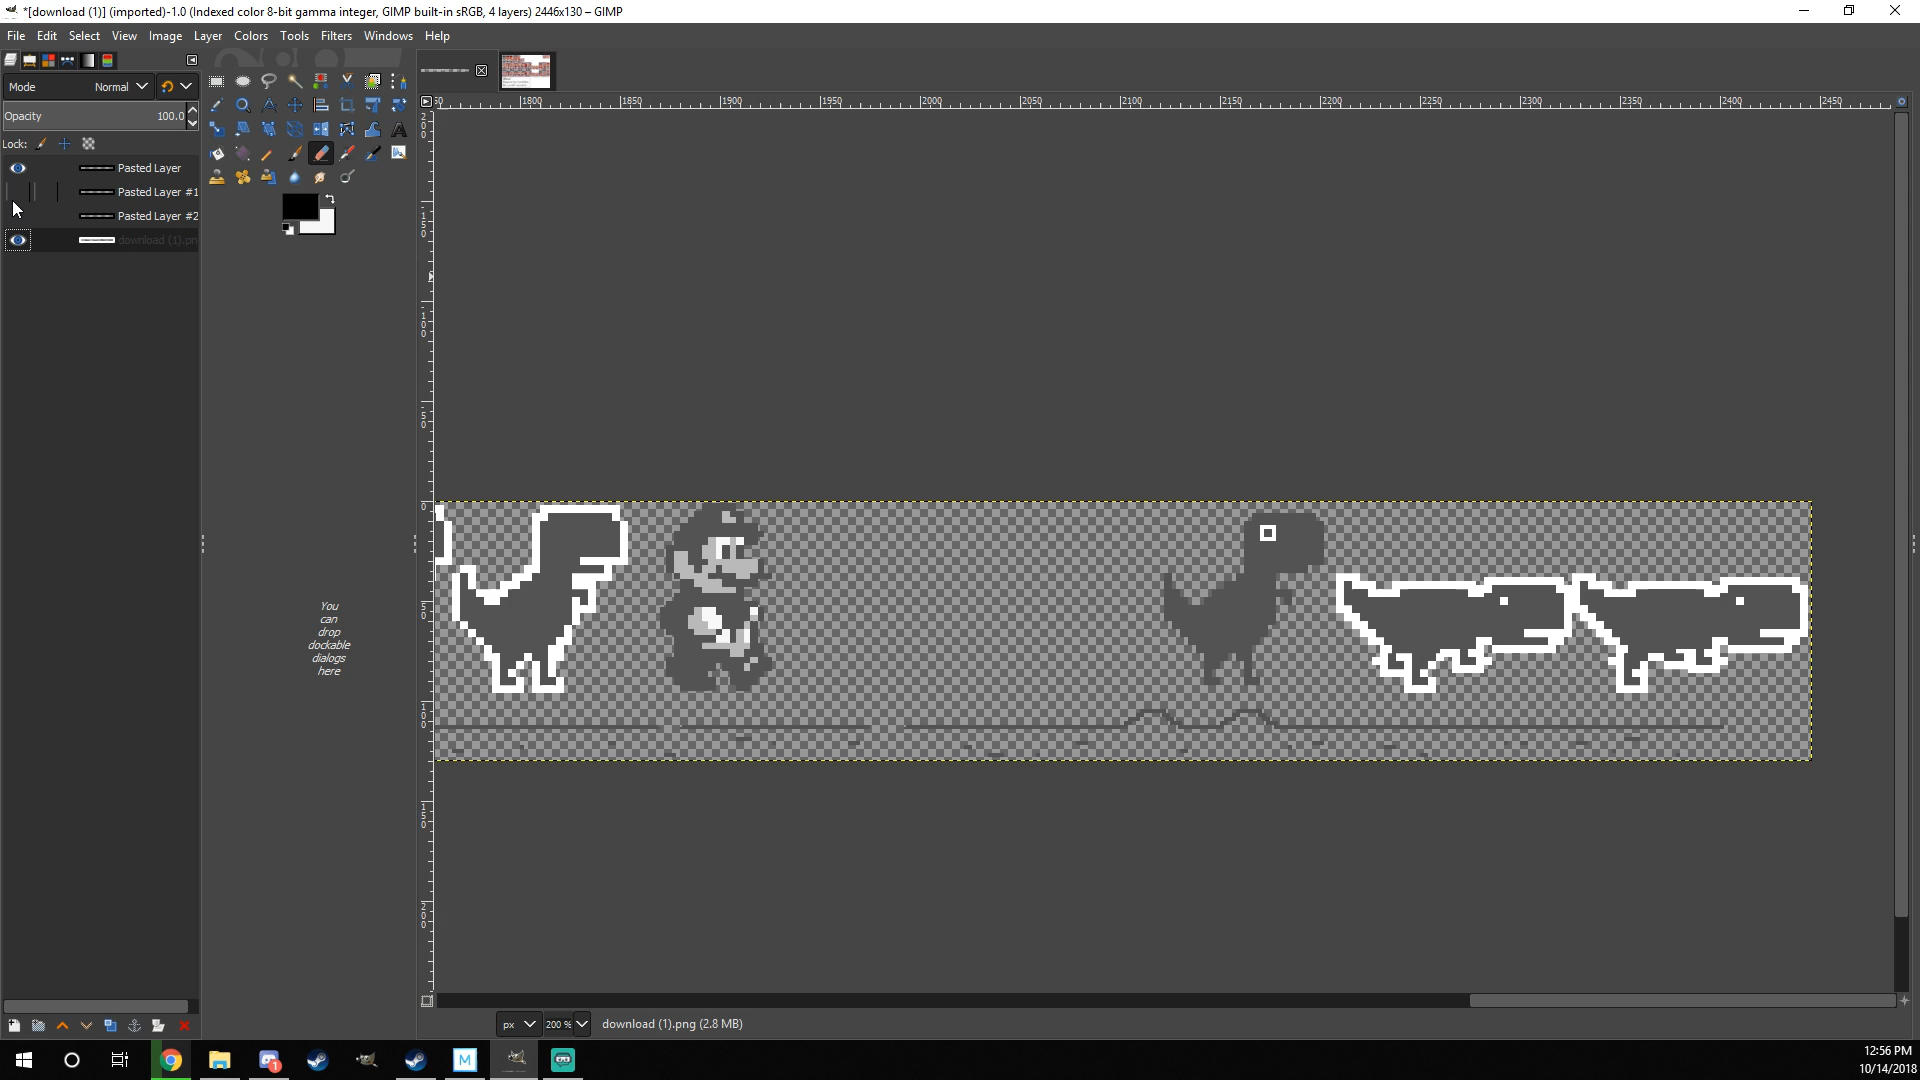 *[download (1)] (imported)-1.0 (Indexed color 8-bit gamma integer, GIMP built-in sRGB, 4 layers) 2446x130 – GIMP
File Edit Select View Image Layer Colors Tools Filters Windows Help
Mode Normal
Opacity 100.0
Lock:
Pasted Layer
Pasted Layer #1
Pasted Layer #2
download (1).pn
1800 1850 1900 1950 2000 2050 2100 2150 2200 2250 2300 2350 2400 2450
You
can
drop
dockable
dialogs
here
px 200 % download (1).png (2.8 MB)
12:56 PM
10/14/2018